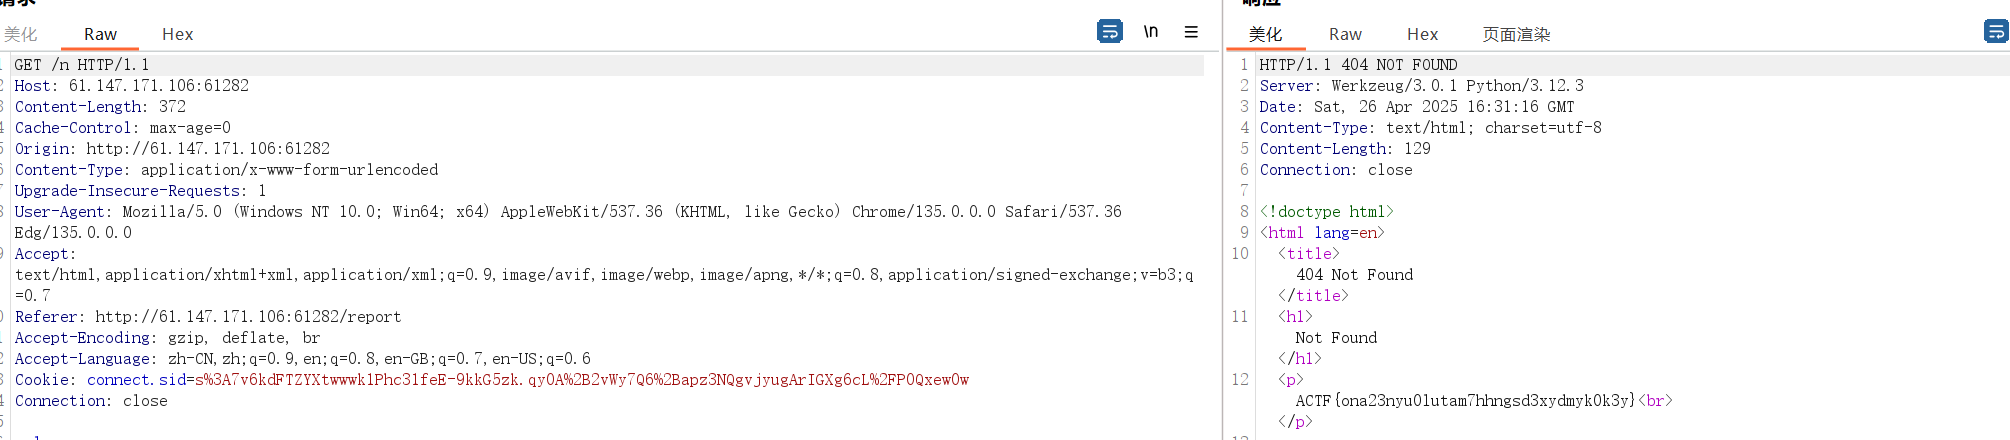 美化 Raw Hex \n
GET /n HTTP/1.1
Host: 61.147.171.106:61282
Content-Length: 372
Cache-Control: max-age=0
Origin: http://61.147.171.106:61282
Content-Type: application/x-www-form-urlencoded
Upgrade-Insecure-Requests: 1
User-Agent: Mozilla/5.0 (Windows NT 10.0; Win64; x64) AppleWebKit/537.36 (KHTML, like Gecko) Chrome/135.0.0.0 Safari/537.36
Edg/135.0.0.0
Accept:
text/html,application/xhtml+xml,application/xml;q=0.9,image/avif,image/webp,image/apng,*/*;q=0.8,application/signed-exchange;v=b3;q
=0.7
Referer: http://61.147.171.106:61282/report
Accept-Encoding: gzip, deflate, br
Accept-Language: zh-CN,zh;q=0.9,en;q=0.8,en-GB;q=0.7,en-US;q=0.6
Cookie: connect.sid=s%3A7v6kdFTZYXtwwwk1Phc31feE-9kkG5zk.qy0A%2B2vWy7Q6%2Bapz3NQgvjyugArIGXg6cL%2FP0Qxew0w
Connection: close
响应
美化 Raw Hex 页面渲染
1 HTTP/1.1 404 NOT FOUND
2 Server: Werkzeug/3.0.1 Python/3.12.3
3 Date: Sat, 26 Apr 2025 16:31:16 GMT
4 Content-Type: text/html; charset=utf-8
5 Content-Length: 129
6 Connection: close
7
8 <!doctype html>
9 <html lang=en>
10 <title>
404 Not Found
</title>
11 <h1>
Not Found
</h1>
12 <p>
ACTF{ona23nyu0lutam7hhngsd3xydmyk0k3y}<br>
</p>